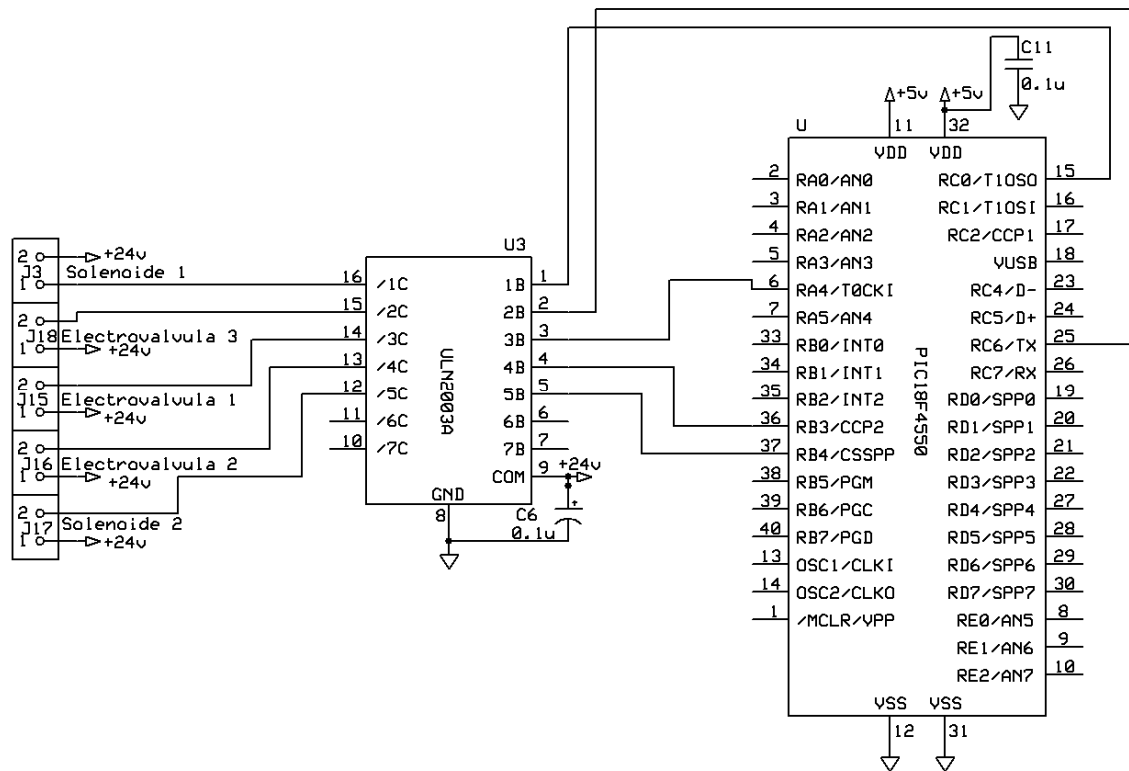 C11
0.1u
+5v
+5v
U
11
32
VDD
VDD
2
RA0/AN0
RC0/T1OSO
15
3
RA1/AN1
RC1/T1OSI
16
4
RA2/AN2
RC2/CCP1
17
5
RA3/AN3
VUSB
18
6
RA4/T0CKI
RC4/D-
23
7
RA5/AN4
RC5/D+
24
33
RB0/INT0
RC6/TX
25
34
RB1/INT1
RC7/RX
26
35
RB2/INT2
RD0/SPP0
19
36
RB3/CCP2
RD1/SPP1
20
37
RB4/CSSPP
RD2/SPP2
21
38
RB5/PGM
RD3/SPP3
22
39
RB6/PGC
RD4/SPP4
27
40
RB7/PGD
RD5/SPP5
28
13
OSC1/CLKI
RD6/SPP6
29
14
OSC2/CLKO
RD7/SPP7
30
1
/MCLR/VPP
RE0/AN5
8
RE1/AN6
9
RE2/AN7
10
PIC18F4550
VSS
VSS
12
31
U3
16
/1C
1B
1
15
/2C
2B
2
14
/3C
3B
3
13
/4C
4B
4
12
/5C
5B
5
11
/6C
6B
6
10
/7C
7B
7
COM
9
+24v
ULN2003A
GND
8
C6
+
0.1u
2
+24v
J3
Solenoide 1
1
2
J18
Electrovalvula 3
1
+24v
2
J15
Electrovalvula 1
1
+24v
2
J16
Electrovalvula 2
1
+24v
2
J17
Solenoide 2
1
+24v